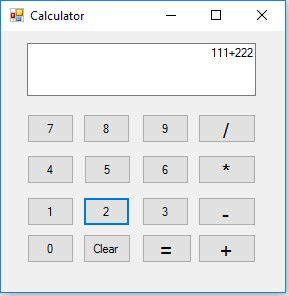 Calculator
111+222
7 8 9 /
4 5 6 *
1 2 3 -
0 Clear = +